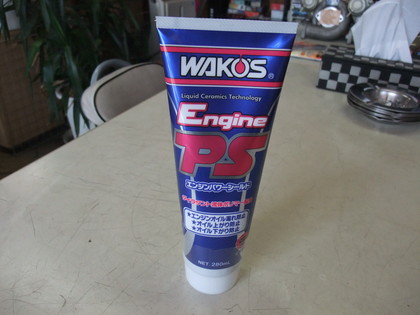 WAKO'S®
Liquid Ceramics Technology
Engine
PS
エンジンパワーシールド
★エンジンオイル漏れ防止
★オイル上がり防止
★オイル下がり防止
NET. 280mL